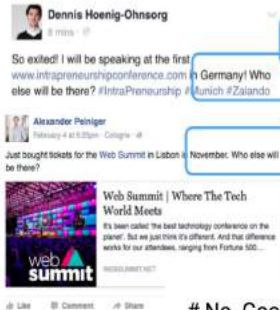 Dennis Hoenig-Ohnsorg
8 mins
So exited! I will be speaking at the first
www.intrapreneurshipconference.com in Germany! Who
else will be there? #IntraPreneurship #Munich #Zalando
Alexander Peiniger
February 4 at 5:20pm · Cologne
Just bought tickets for the Web Summit in Lisbon in November. Who else will
be there?
Web Summit | Where The Tech
World Meets
It's been called 'the best technology conference on the
planet'. But we just think it's different. And that difference
works for our attendees, ranging from Fortune 500...
web
summit
WEBSUMMIT.NET
Like Comment Share
# No